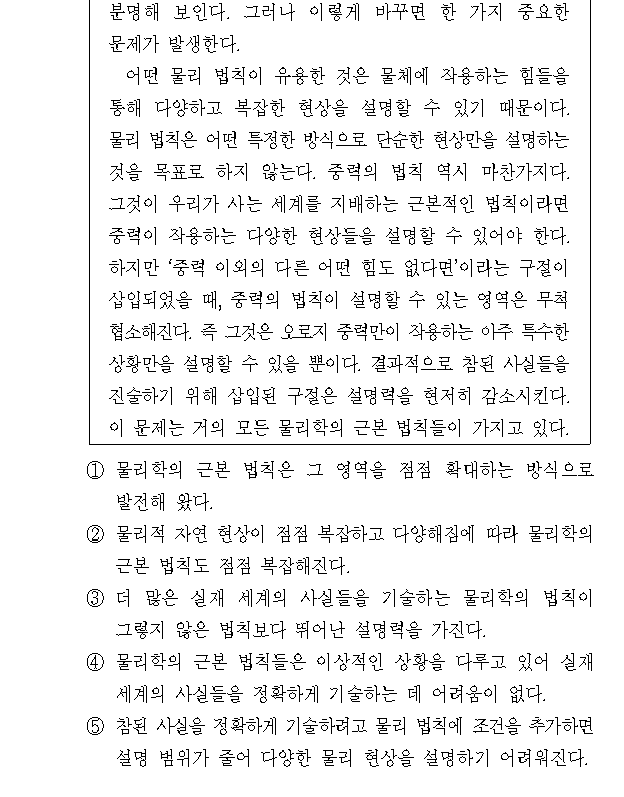 분명해 보인다. 그러나 이렇게 바꾸면 한 가지 중요한
문제가 발생한다.
어떤 물리 법칙이 유용한 것은 물체에 작용하는 힘들을
통해 다양하고 복잡한 현상을 설명할 수 있기 때문이다.
물리 법칙은 어떤 특정한 방식으로 단순한 현상만을 설명하는
것을 목표로 하지 않는다. 중력의 법칙 역시 마찬가지다.
그것이 우리가 사는 세계를 지배하는 근본적인 법칙이라면
중력이 작용하는 다양한 현상들을 설명할 수 있어야 한다.
하지만 ‘중력 이외의 다른 어떤 힘도 없다면’이라는 구절이
삽입되었을 때, 중력의 법칙이 설명할 수 있는 영역은 무척
협소해진다. 즉 그것은 오로지 중력만이 작용하는 아주 특수한
상황만을 설명할 수 있을 뿐이다. 결과적으로 참된 사실들을
진술하기 위해 삽입된 구절은 설명력을 현저히 감소시킨다.
이 문제는 거의 모든 물리학의 근본 법칙들이 가지고 있다.
① 물리학의 근본 법칙은 그 영역을 점점 확대하는 방식으로
발전해 왔다.
② 물리적 자연 현상이 점점 복잡하고 다양해짐에 따라 물리학의
근본 법칙도 점점 복잡해진다.
③ 더 많은 실재 세계의 사실들을 기술하는 물리학의 법칙이
그렇지 않은 법칙보다 뛰어난 설명력을 가진다.
④ 물리학의 근본 법칙들은 이상적인 상황을 다루고 있어 실재
세계의 사실들을 정확하게 기술하는 데 어려움이 없다.
⑤ 참된 사실을 정확하게 기술하려고 물리 법칙에 조건을 추가하면
설명 범위가 줄어 다양한 물리 현상을 설명하기 어려워진다.